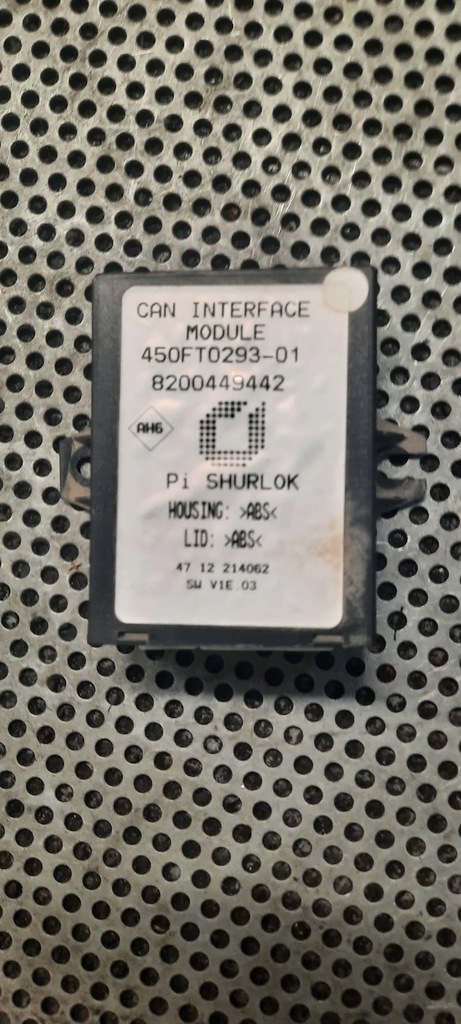 CAN INTERFACE
MODULE
450FT0293-01
8200449442
AH6
Pi SHURLOK
HOUSING: >ABS<
LID: >ABS<
47 12 214062
SW V1E.03